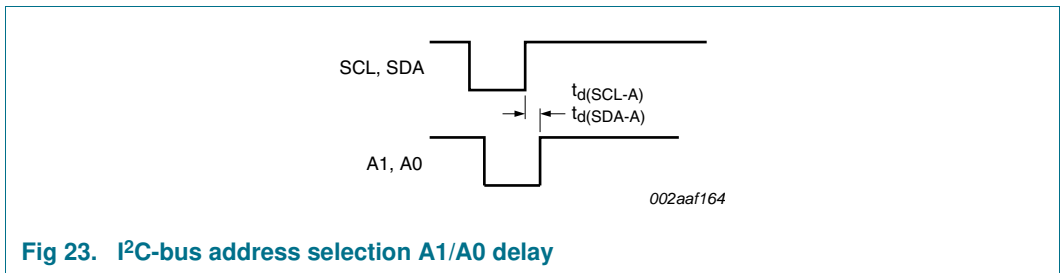 SCL, SDA
td(SCL-A)
td(SDA-A)
A1, A0
002aaf164
Fig 23. I²C-bus address selection A1/A0 delay